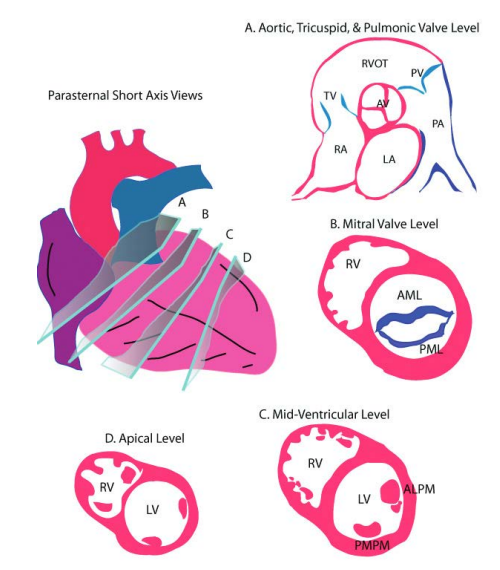 A. Aortic, Tricuspid, & Pulmonic Valve Level
RVOT
PV
TV
AV
PA
RA
LA
Parasternal Short Axis Views
A
B
C
D
B. Mitral Valve Level
RV
AML
PML
C. Mid-Ventricular Level
RV
LV
ALPM
PMPM
D. Apical Level
RV
LV